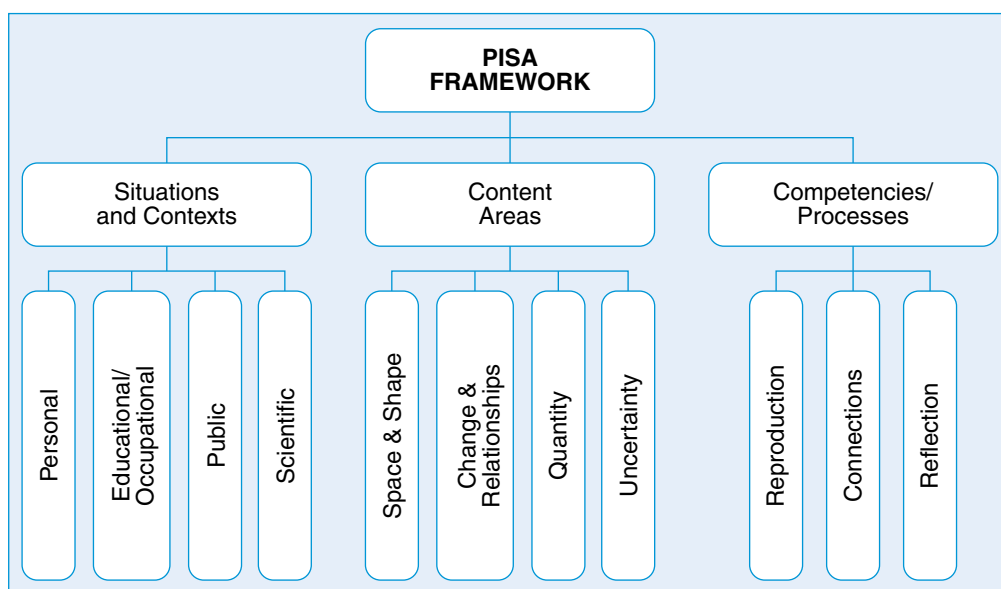 PISA
FRAMEWORK
Situations
and Contexts
Content
Areas
Competencies/
Processes
Personal
Educational/
Occupational
Public
Scientific
Space & Shape
Change &
Relationships
Quantity
Uncertainty
Reproduction
Connections
Reflection